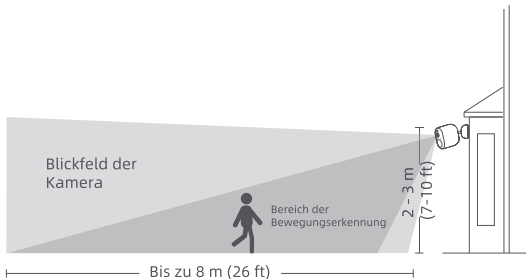 Blickfeld der
Kamera
Bereich der
Bewegungserkennung
2 - 3 m
(7-10 ft)
Bis zu 8 m (26 ft)